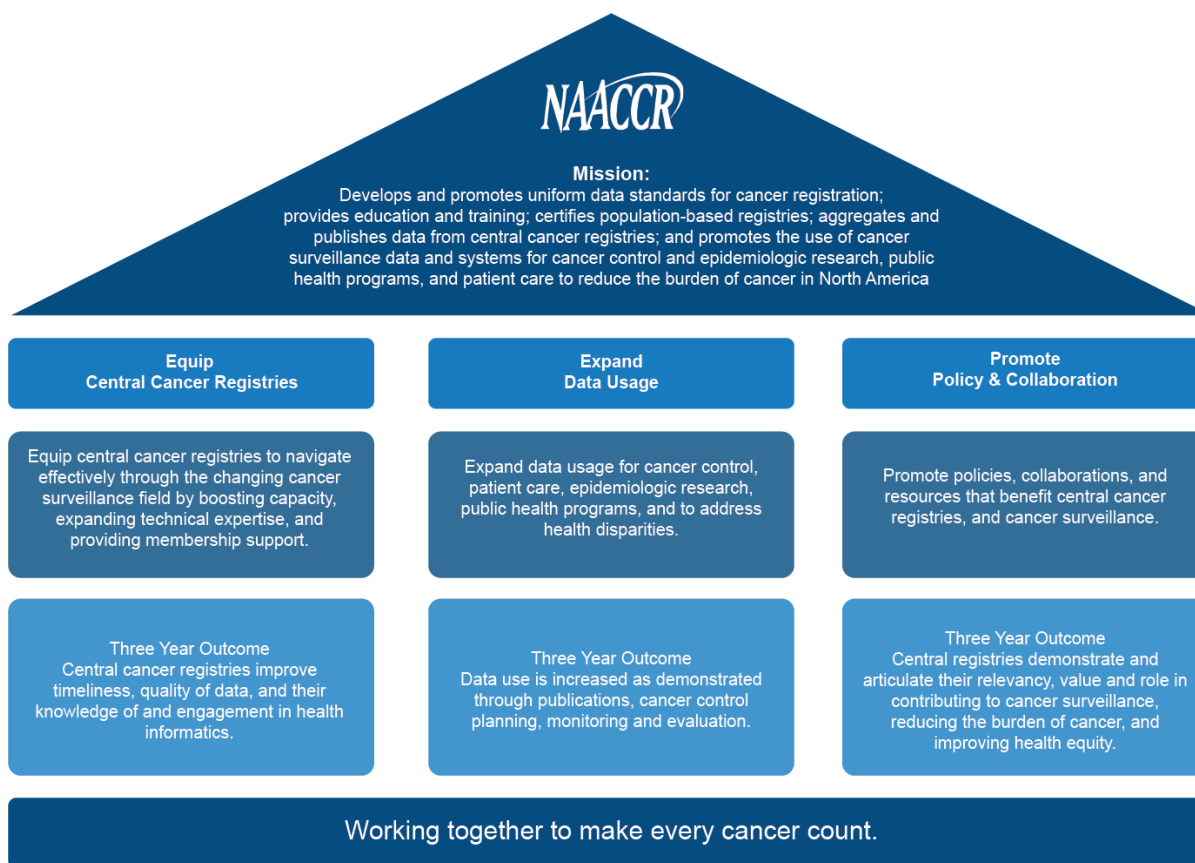 NAACCR
Mission:
Develops and promotes uniform data standards for cancer registration;
provides education and training; certifies population-based registries; aggregates and
publishes data from central cancer registries; and promotes the use of cancer
surveillance data and systems for cancer control and epidemiologic research, public
health programs, and patient care to reduce the burden of cancer in North America
Equip
Central Cancer Registries
Equip central cancer registries to navigate
effectively through the changing cancer
surveillance field by boosting capacity,
expanding technical expertise, and
providing membership support.
Three Year Outcome
Central cancer registries improve
timeliness, quality of data, and their
knowledge of and engagement in health
informatics.
Expand
Data Usage
Expand data usage for cancer control,
patient care, epidemiologic research,
public health programs, and to address
health disparities.
Three Year Outcome
Data use is increased as demonstrated
through publications, cancer control
planning, monitoring and evaluation.
Promote
Policy & Collaboration
Promote policies, collaborations, and
resources that benefit central cancer
registries, and cancer surveillance.
Three Year Outcome
Central registries demonstrate and
articulate their relevancy, value and role in
contributing to cancer surveillance,
reducing the burden of cancer, and
improving health equity.
Working together to make every cancer count.